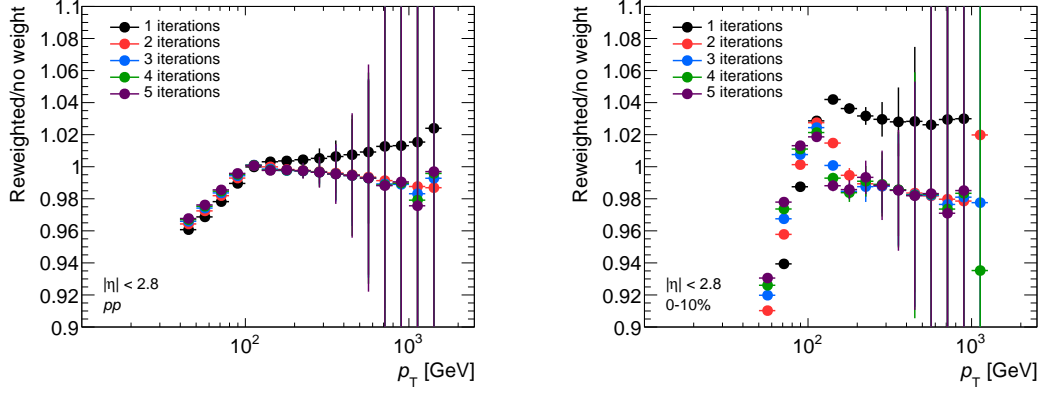 Reweighted/no weight
1.1
1.08
1.06
1.04
1.02
1
0.98
0.96
0.94
0.92
0.9
1 iterations
2 iterations
3 iterations
4 iterations
5 iterations
|η| < 2.8
pp
10²
10³
p_T [GeV]
Reweighted/no weight
1.1
1.08
1.06
1.04
1.02
1
0.98
0.96
0.94
0.92
0.9
1 iterations
2 iterations
3 iterations
4 iterations
5 iterations
|η| < 2.8
0-10%
10²
10³
p_T [GeV]